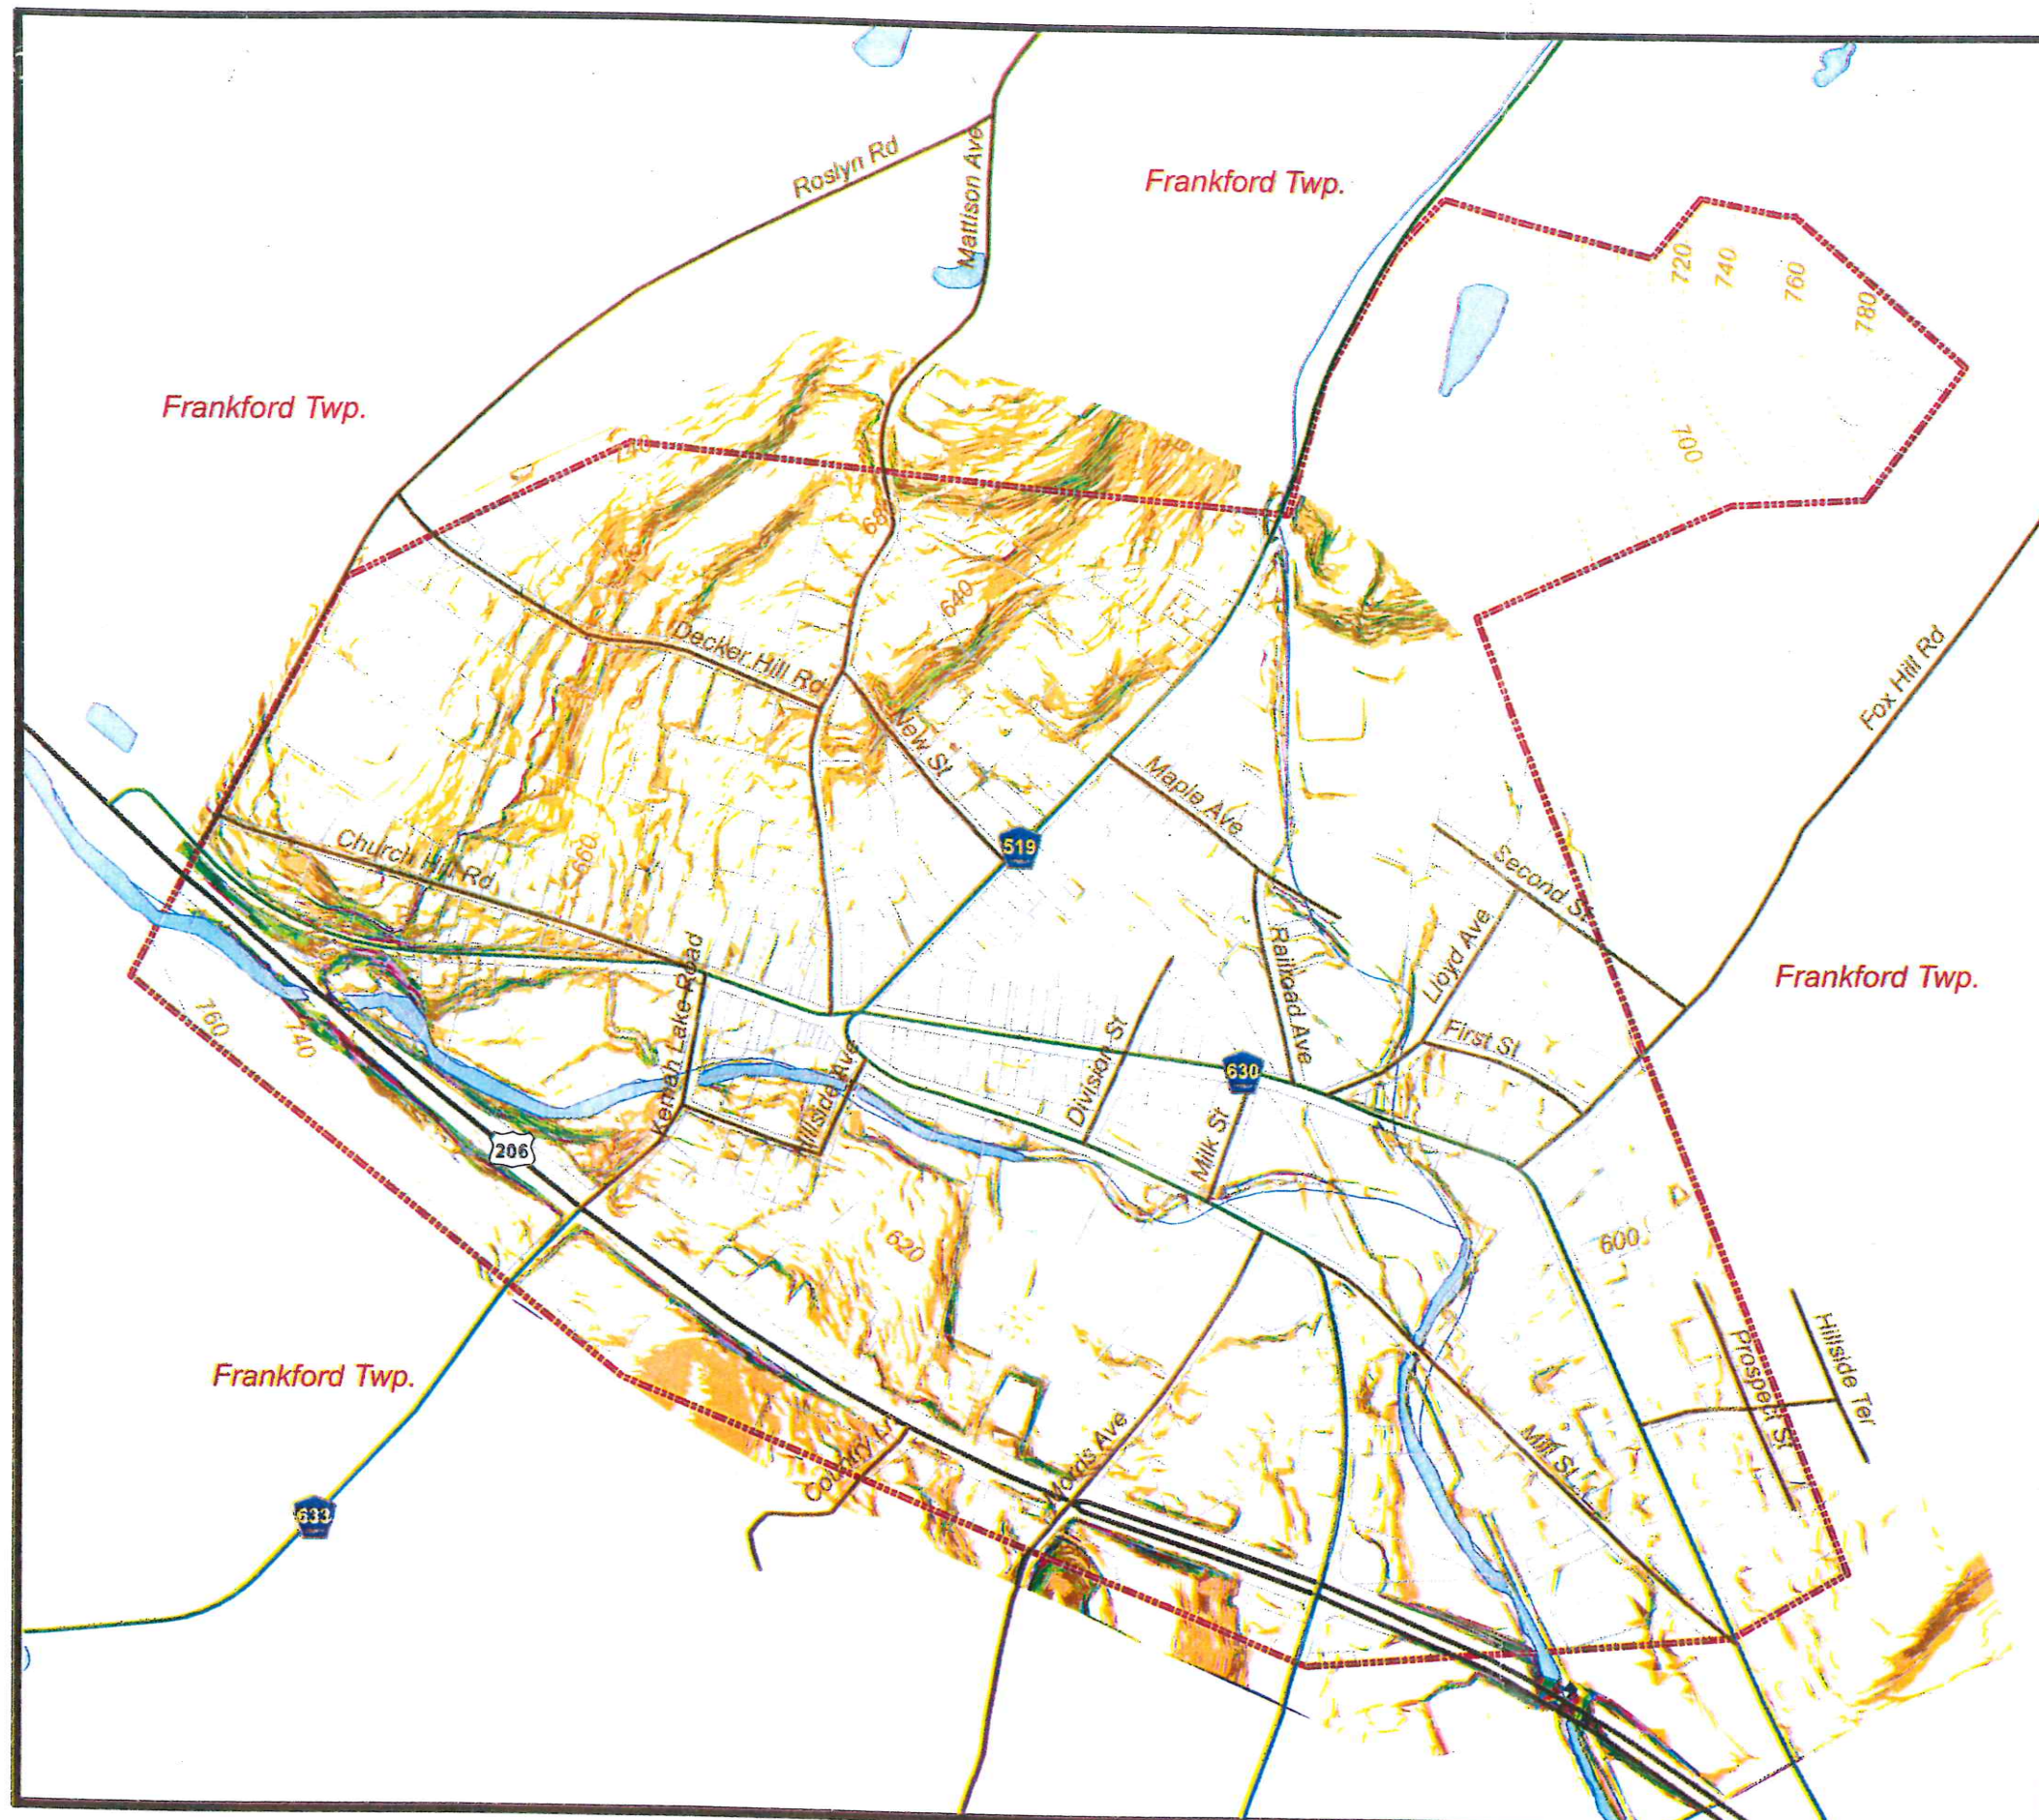 Roslyn Rd
Mattison Ave
Frankford Twp.
720
740
760
780
Frankford Twp.
740
700
640
Decker Hill Rd
Fox Hill Rd
New St
Maple Ave
519
Church Hill Rd
660
Second St
Lloyd Ave
Railroad Ave
Kemah Lake Road
Frankford Twp.
760
740
Hillside Ave
Division St
First St
630
Milk St
206
620
600
Prospect St
Hillside Ter
Frankford Twp.
Country Ln
Morris Ave
Mill St
633